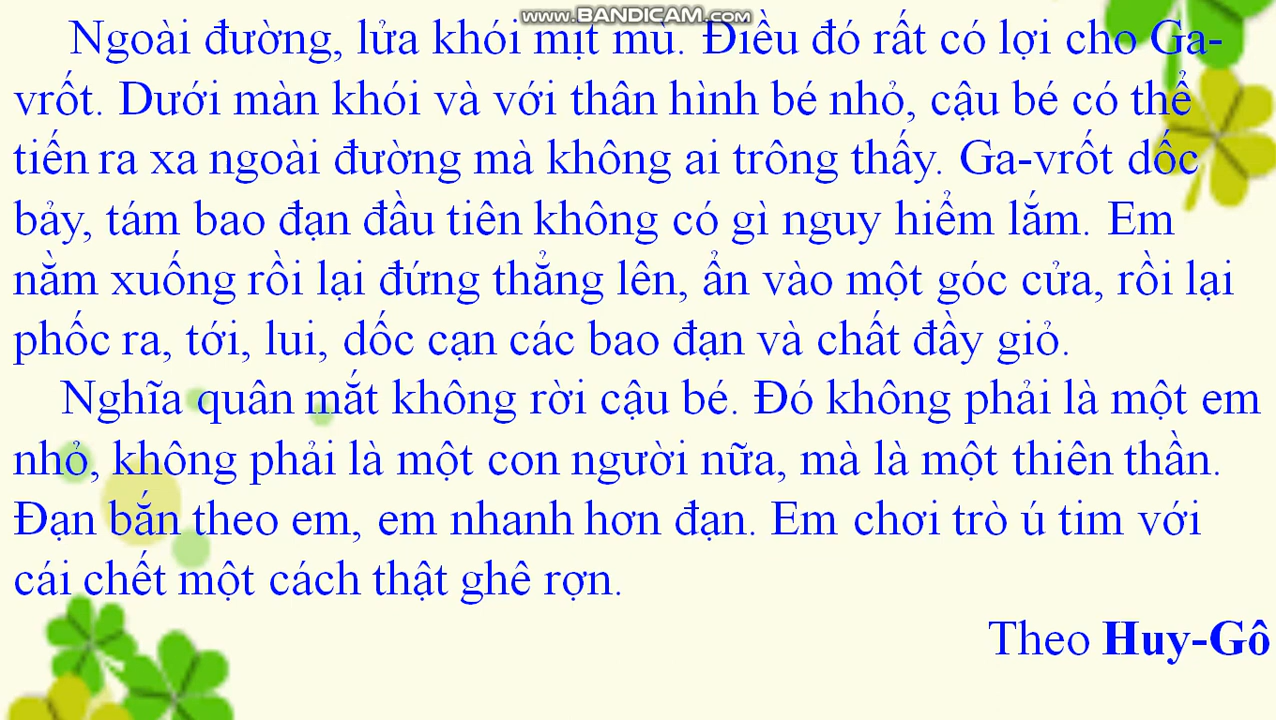 www.BANDICAM.com
Ngoài đường, lửa khói mịt mù. Điều đó rất có lợi cho Ga-
vrốt. Dưới màn khói và với thân hình bé nhỏ, cậu bé có thể
tiến ra xa ngoài đường mà không ai trông thấy. Ga-vrốt dốc
bảy, tám bao đạn đầu tiên không có gì nguy hiểm lắm. Em
nằm xuống rồi lại đứng thẳng lên, ẩn vào một góc cửa, rồi lại
phốc ra, tới, lui, dốc cạn các bao đạn và chất đầy giỏ.
Nghĩa quân mắt không rời cậu bé. Đó không phải là một em
nhỏ, không phải là một con người nữa, mà là một thiên thần.
Đạn bắn theo em, em nhanh hơn đạn. Em chơi trò ú tim với
cái chết một cách thật ghê rợn.
Theo Huy-Gô